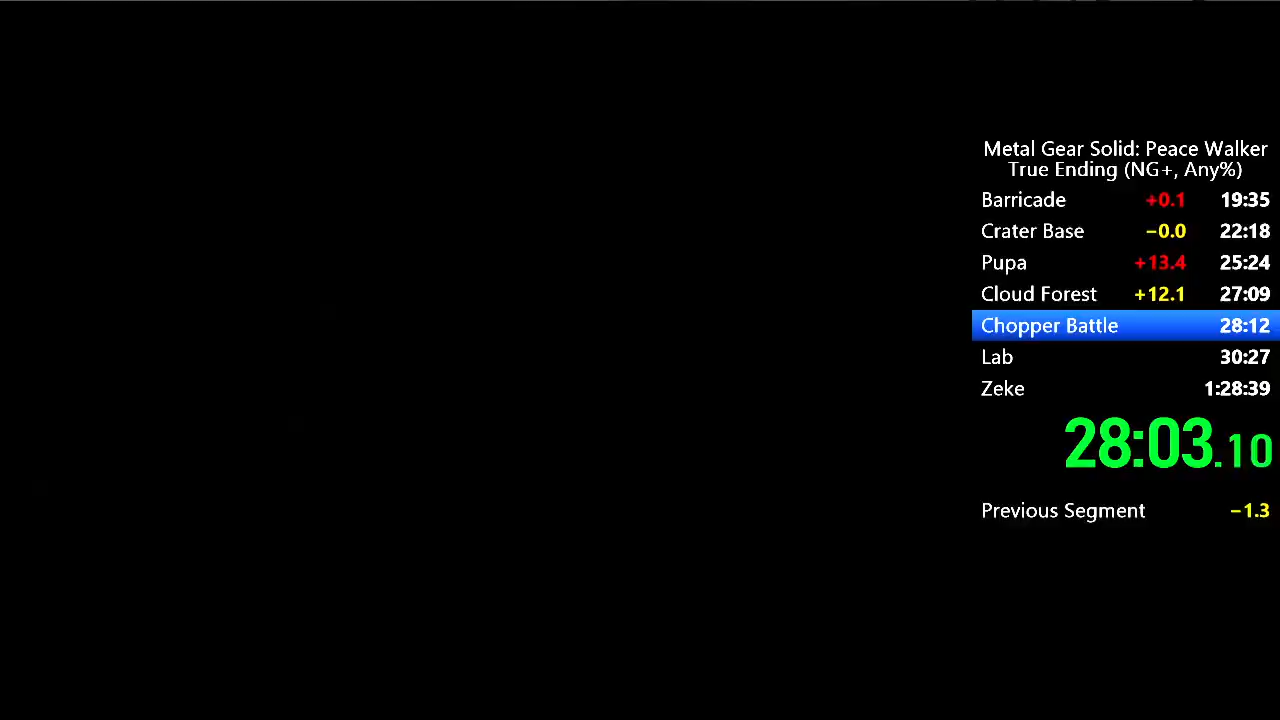 Metal Gear Solid: Peace Walker
True Ending (NG+, Any%)
Barricade +0.1 19:35
Crater Base −0.0 22:18
Pupa +13.4 25:24
Cloud Forest +12.1 27:09
Chopper Battle 28:12
Lab 30:27
Zeke 1:28:39
28:03.10
Previous Segment −1.3